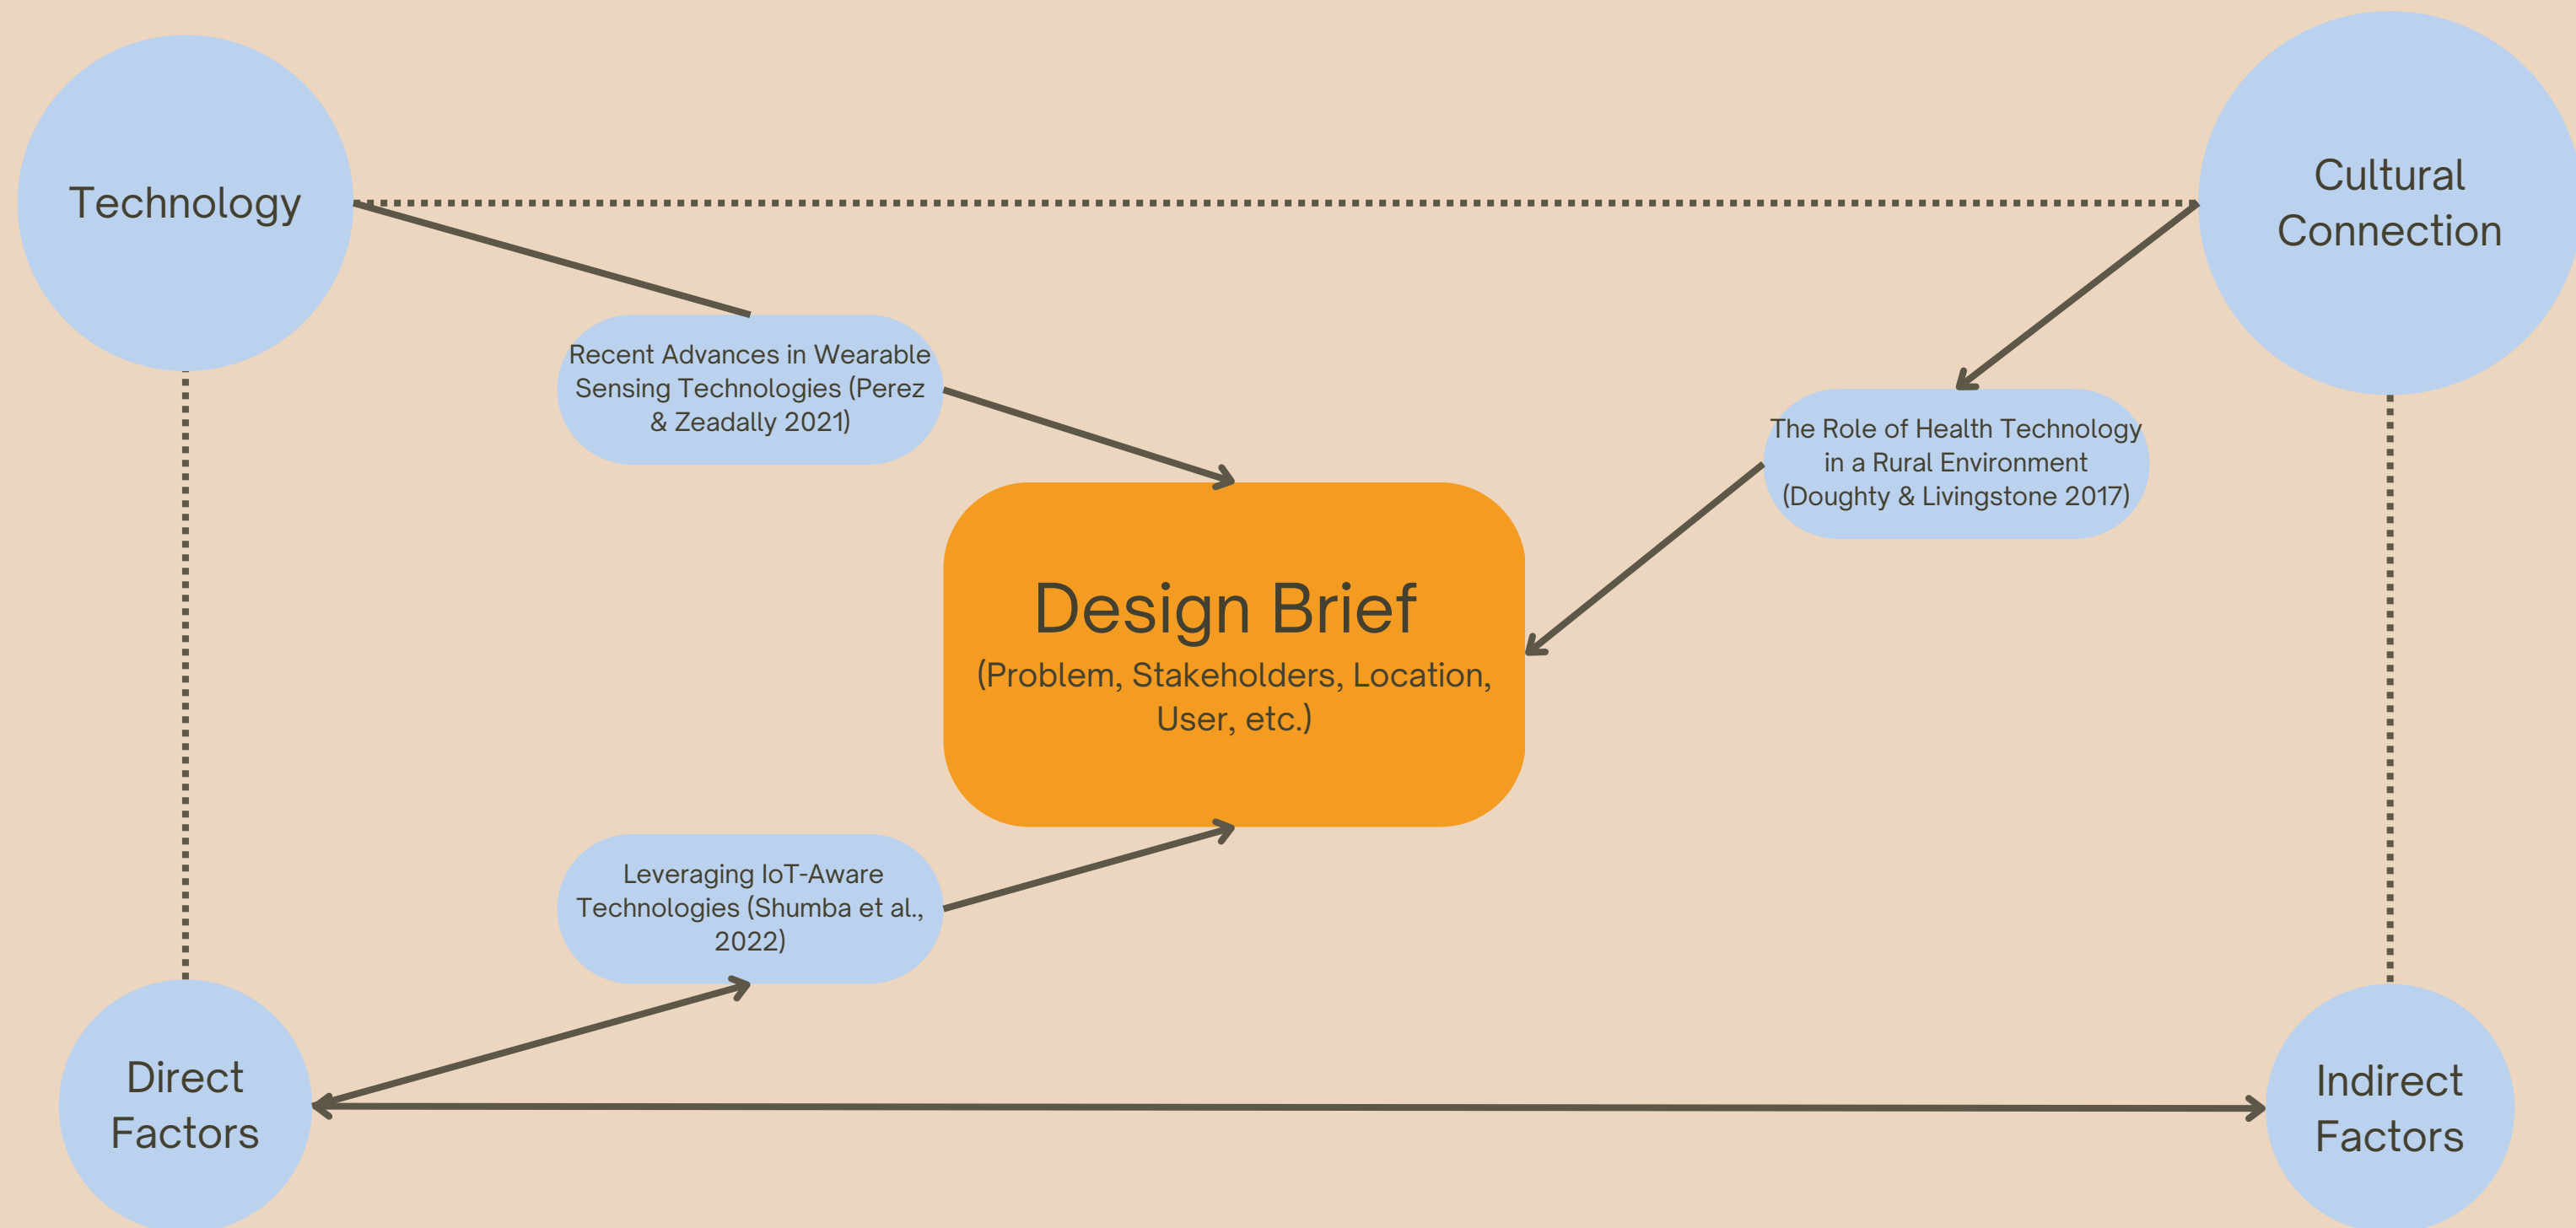 Technology
Cultural
Connection
Recent Advances in Wearable
Sensing Technologies (Perez
& Zeadally 2021)
The Role of Health Technology
in a Rural Environment
(Doughty & Livingstone 2017)
Design Brief
(Problem, Stakeholders, Location,
User, etc.)
Leveraging IoT-Aware
Technologies (Shumba et al.,
2022)
Direct
Factors
Indirect
Factors